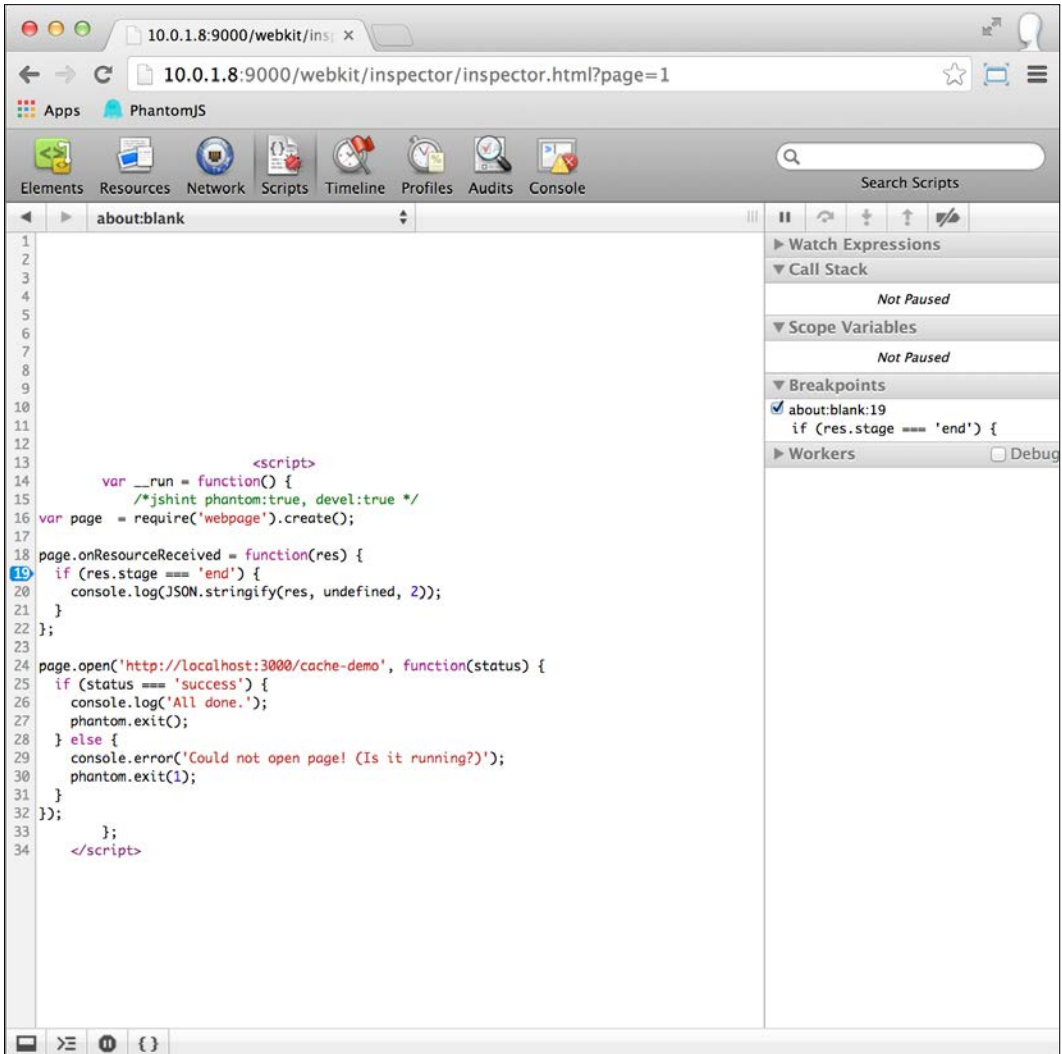 10.0.1.8:9000/webkit/ins
10.0.1.8:9000/webkit/inspector/inspector.html?page=1
Apps PhantomJS
Elements Resources Network Scripts Timeline Profiles Audits Console Search Scripts
about:blank
1
2
3
4
5
6
7
8
9
10
11
12
13 <script>
14 var __run = function() {
15 /*jshint phantom:true, devel:true */
16 var page  = require('webpage').create();
17
18 page.onResourceReceived = function(res) {
19 if (res.stage === 'end') {
20 console.log(JSON.stringify(res, undefined, 2));
21 }
22 };
23
24 page.open('http://localhost:3000/cache-demo', function(status) {
25 if (status === 'success') {
26 console.log('All done.');
27 phantom.exit();
28 } else {
29 console.error('Could not open page! (Is it running?)');
30 phantom.exit(1);
31 }
32 });
33 };
34 </script>
Watch Expressions
Call Stack
Not Paused
Scope Variables
Not Paused
Breakpoints
about:blank:19
if (res.stage === 'end') {
Workers Debug